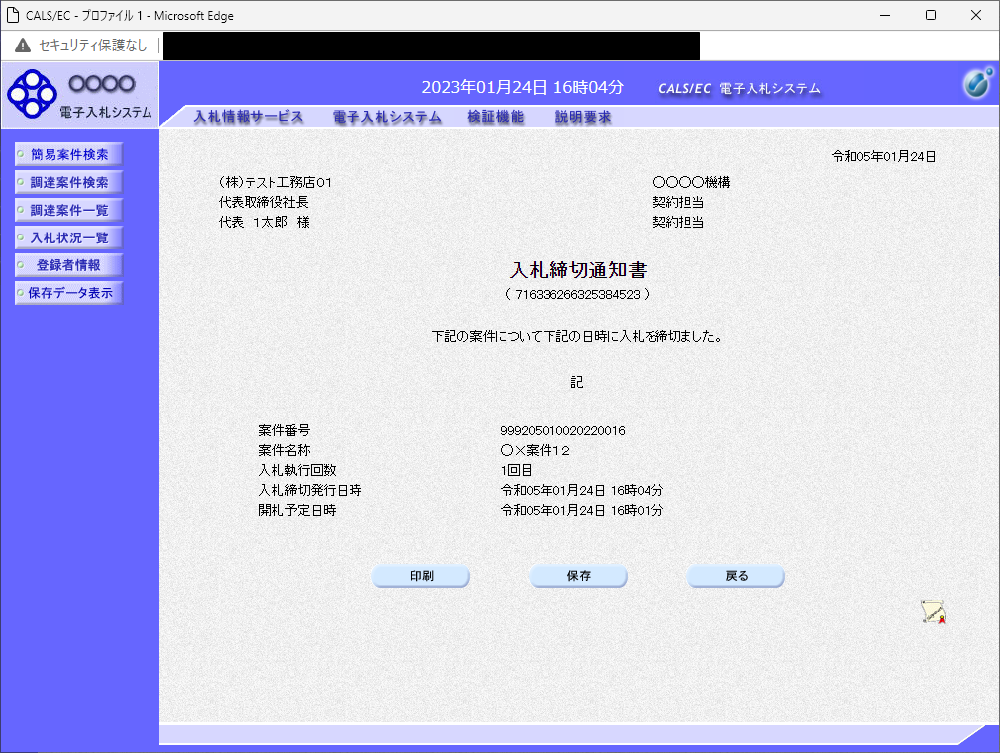 CALS/EC - プロファイル 1 - Microsoft Edge
セキュリティ保護なし
〇〇〇〇
電子入札システム
2023年01月24日 16時04分
CALS/EC 電子入札システム
入札情報サービス 電子入札システム 検証機能 説明要求
簡易案件検索
調達案件検索
調達案件一覧
入札状況一覧
登録者情報
保存データ表示
令和05年01月24日
（株）テスト工務店０１
代表取締役社長
代表　１太郎　様
〇〇〇〇機構
契約担当
契約担当
入札締切通知書
（ 716336266325384523 ）
下記の案件について下記の日時に入札を締切ました。
記
案件番号 999205010020220016
案件名称 〇×案件１２
入札執行回数 1回目
入札締切発行日時 令和05年01月24日 16時04分
開札予定日時 令和05年01月24日 16時01分
印刷 保存 戻る